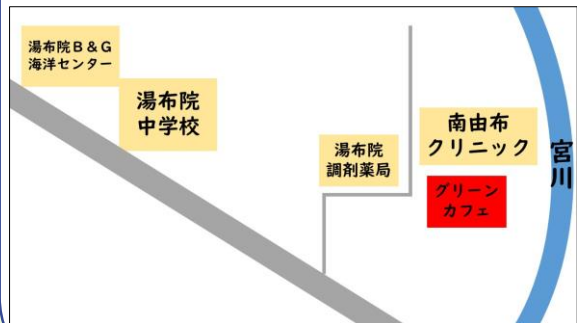 湯布院B＆G
海洋センター
湯布院
中学校
湯布院
調剤薬局
南由布
クリニック
グリーン
カフェ
宮川